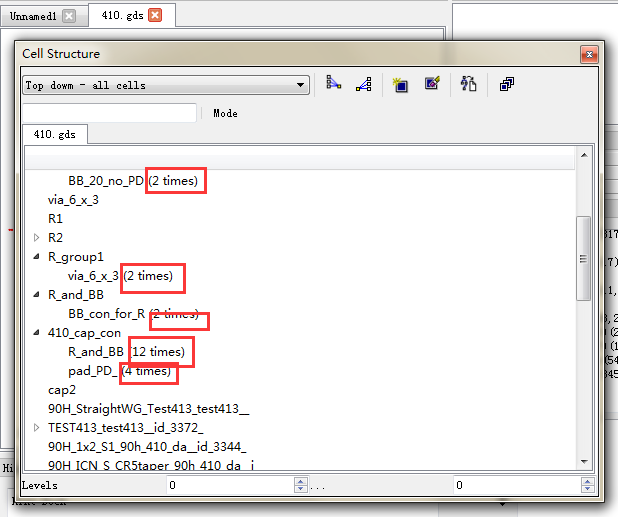 Unnamed1
410.gds
Cell Structure
Top down - all cells
Mode
410.gds
BB_20_no_PD (2 times)
via_6_x_3
R1
R2
R_group1
via_6_x_3 (2 times)
R_and_BB
BB_con_for_R (2 times)
410_cap_con
R_and_BB (12 times)
pad_PD_ (4 times)
cap2
90H_StraightWG_Test413_test413__
TEST413_test413__id_3372_
90H_1x2_S1_90h_410_da__id_3344_
90H_ICN_S_CR5taper_90h_410_da__i
Levels
0
...
0